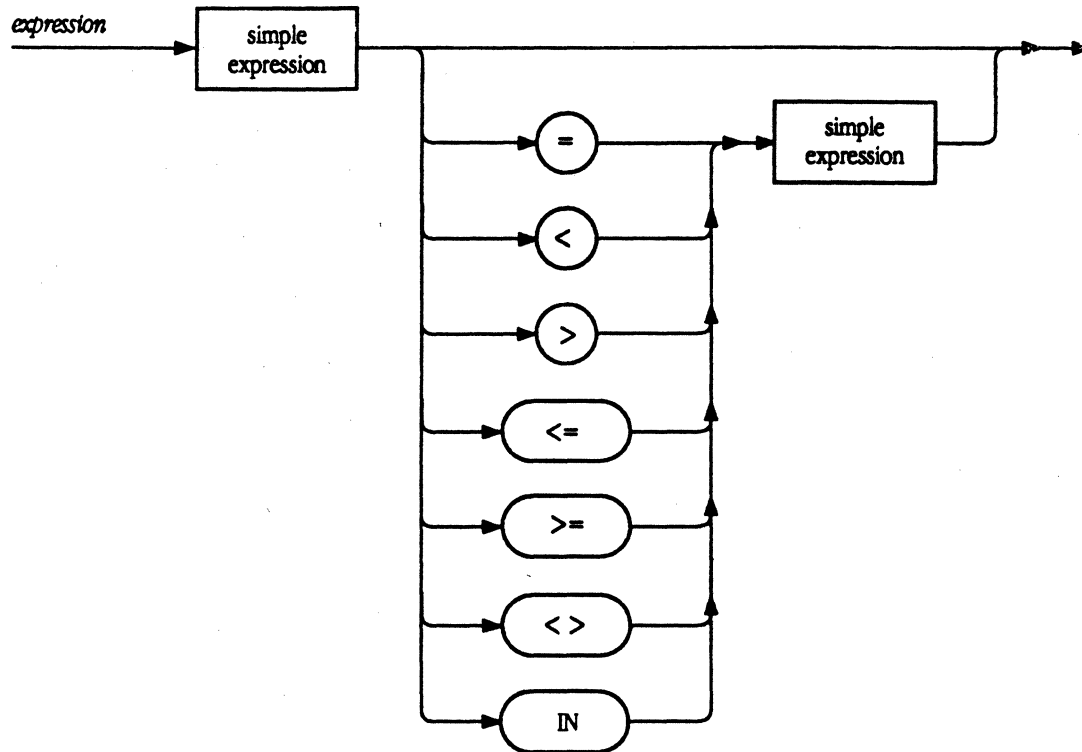 expression
simple
expression
=
simple
expression
<
>
<=
>=
<>
IN